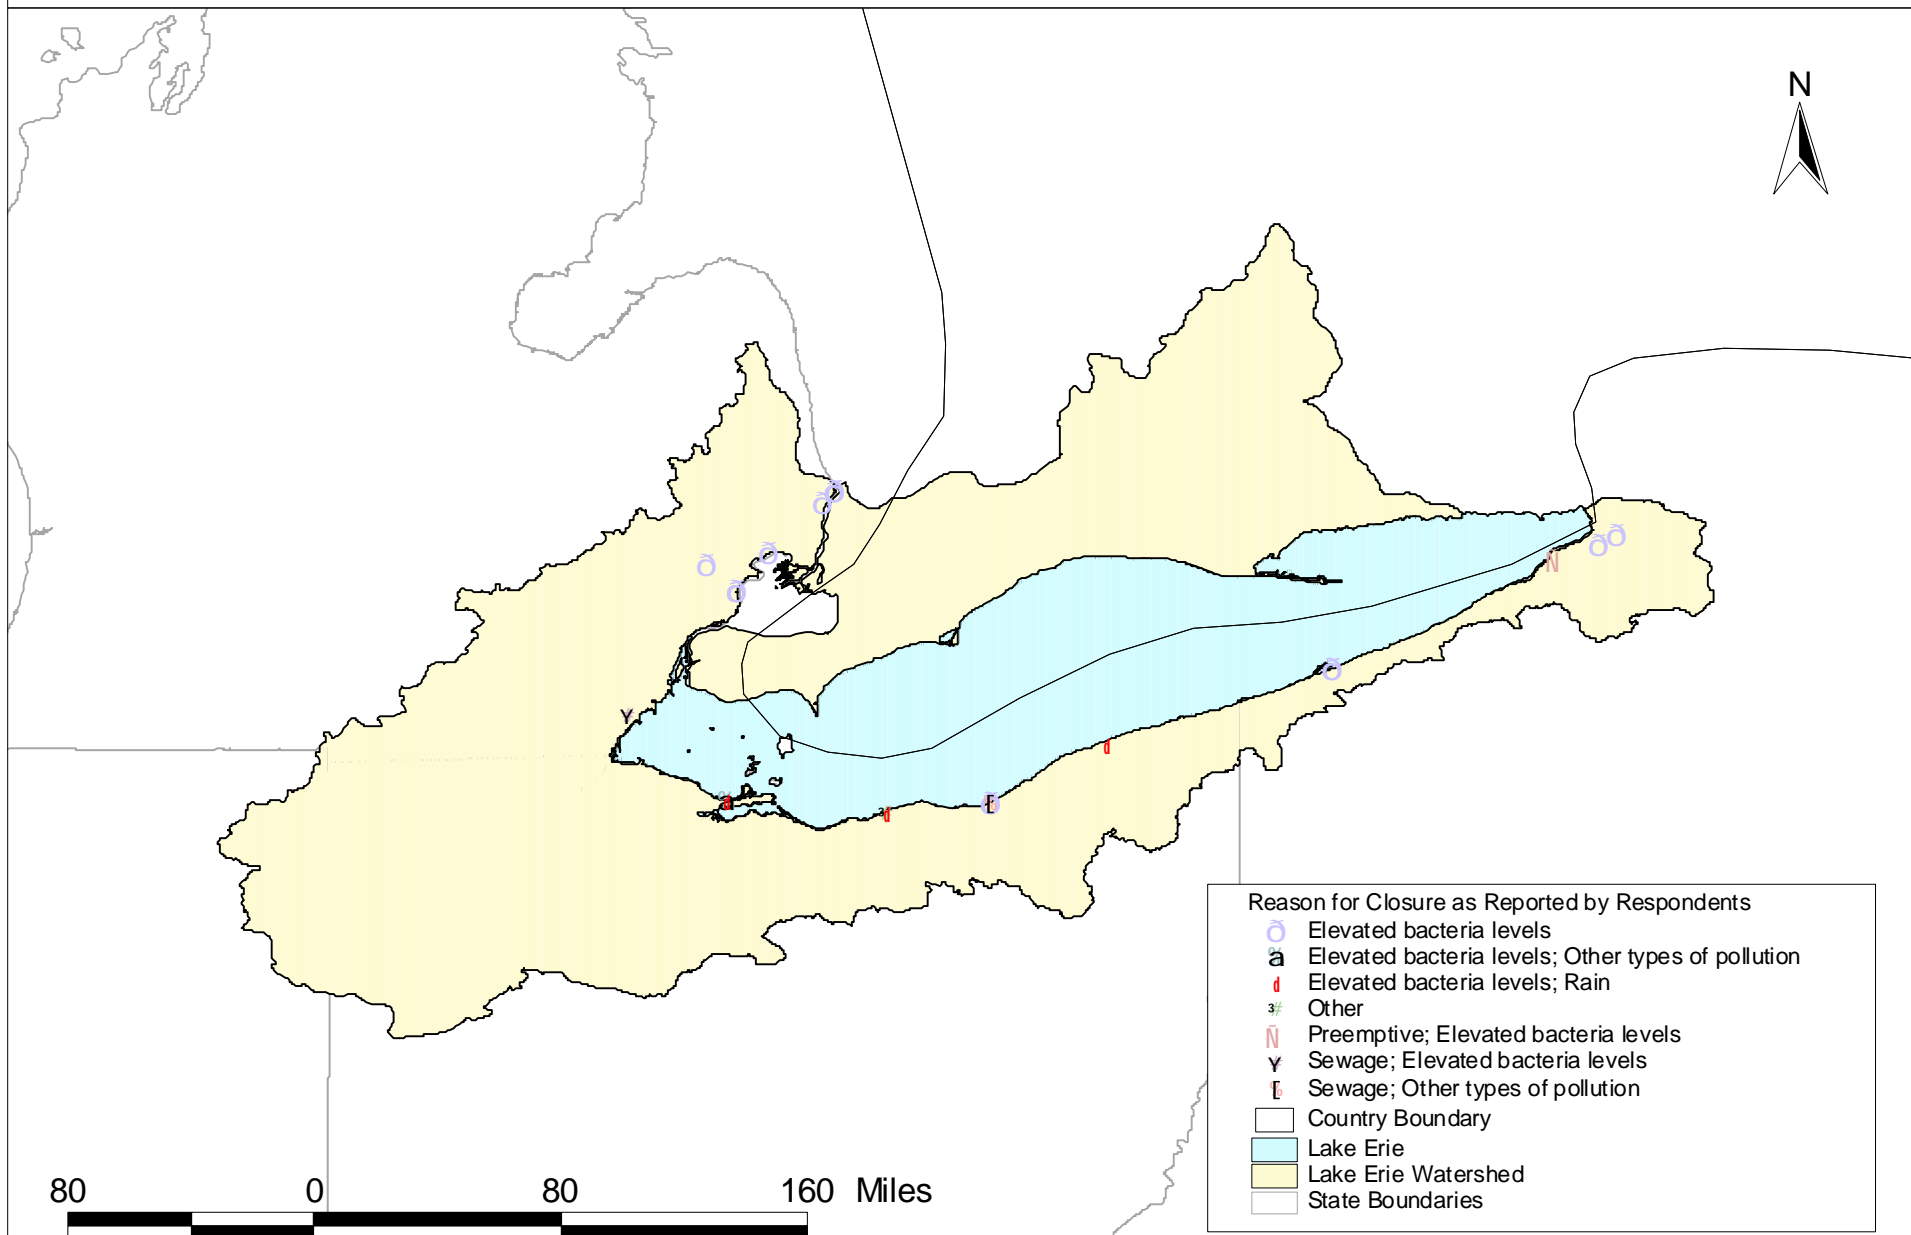 N
Reason for Closure as Reported by Respondents
ð Elevated bacteria levels
a Elevated bacteria levels; Other types of pollution
d Elevated bacteria levels; Rain
³# Other
Ñ Preemptive; Elevated bacteria levels
Y Sewage; Elevated bacteria levels
[ Sewage; Other types of pollution
Country Boundary
Lake Erie
Lake Erie Watershed
State Boundaries
80 0 80 160 Miles